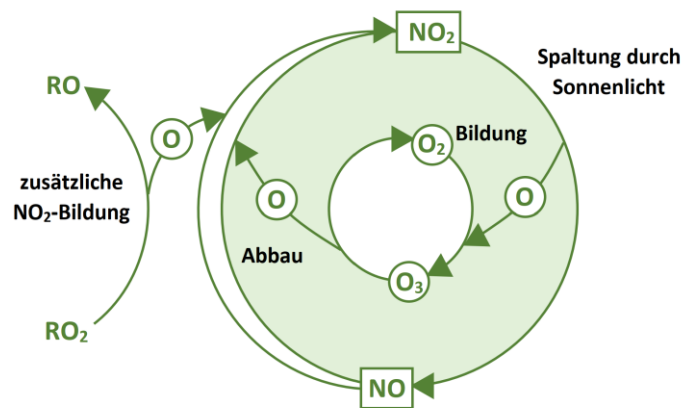 NO₂
Spaltung durch
Sonnenlicht
RO
O
O₂
Bildung
zusätzliche
NO₂-Bildung
O
O
Abbau
O₃
RO₂
NO